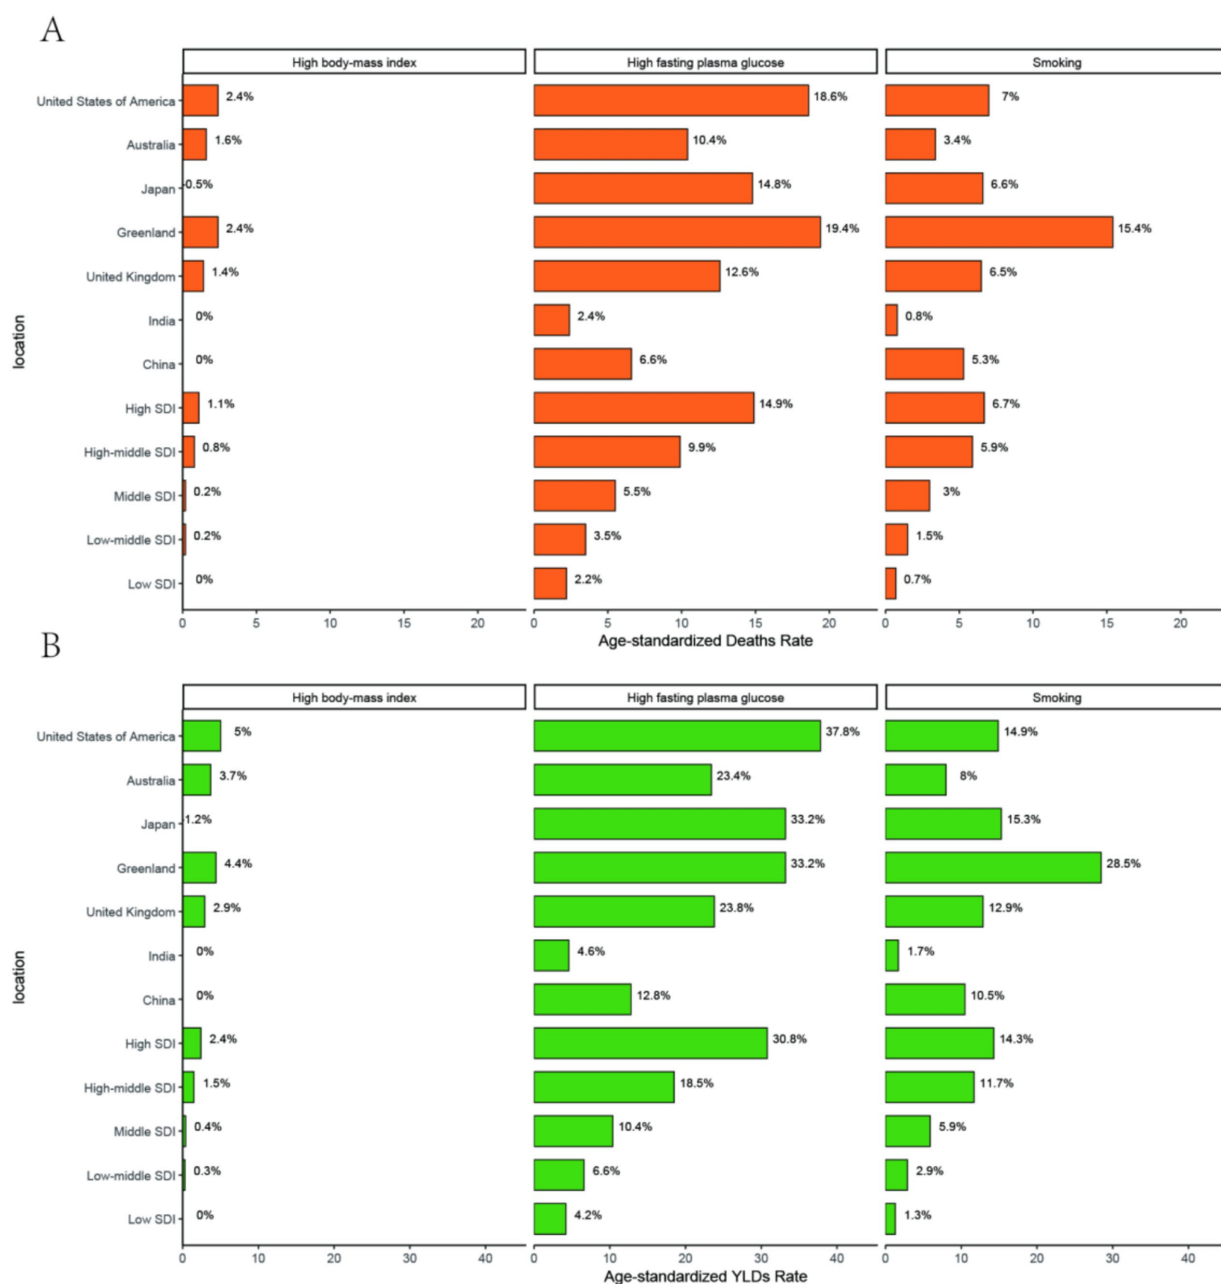 A
High body-mass index High fasting plasma glucose Smoking
United States of America 2.4% 18.6% 7%
Australia 1.6% 10.4% 3.4%
Japan -0.5% 14.8% 6.6%
Greenland 2.4% 19.4% 15.4%
United Kingdom 1.4% 12.6% 6.5%
India 0% 2.4% 0.8%
China 0% 6.6% 5.3%
High SDI 1.1% 14.9% 6.7%
High-middle SDI 0.8% 9.9% 5.9%
Middle SDI 0.2% 5.5% 3%
Low-middle SDI 0.2% 3.5% 1.5%
Low SDI 0% 2.2% 0.7%
location
0 5 10 15 20 0 5 10 15 20 0 5 10 15 20
Age-standardized Deaths Rate
B
High body-mass index High fasting plasma glucose Smoking
United States of America 5% 37.8% 14.9%
Australia 3.7% 23.4% 8%
Japan -1.2% 33.2% 15.3%
Greenland 4.4% 33.2% 28.5%
United Kingdom 2.9% 23.8% 12.9%
India 0% 4.6% 1.7%
China 0% 12.8% 10.5%
High SDI 2.4% 30.8% 14.3%
High-middle SDI 1.5% 18.5% 11.7%
Middle SDI 0.4% 10.4% 5.9%
Low-middle SDI 0.3% 6.6% 2.9%
Low SDI 0% 4.2% 1.3%
location
0 10 20 30 40 0 10 20 30 40 0 10 20 30 40
Age-standardized YLDs Rate